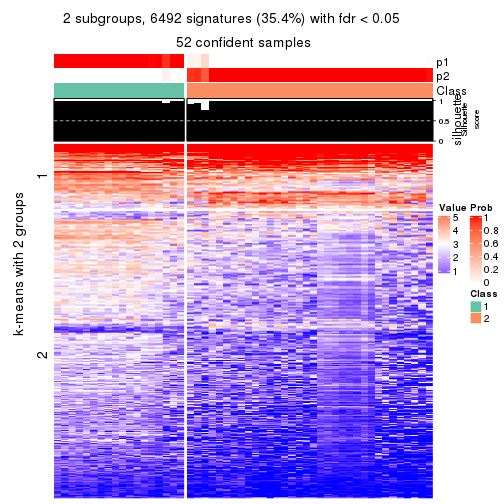 2 subgroups, 6492 signatures (35.4%) with fdr < 0.05
52 confident samples
p1
p2
Class
silhouette
Silhouette
score
1
0.5
0
k-means with 2 groups
1
2
Value
5
4
3
2
1
Prob
1
0.8
0.6
0.4
0.2
0
Class
1
2